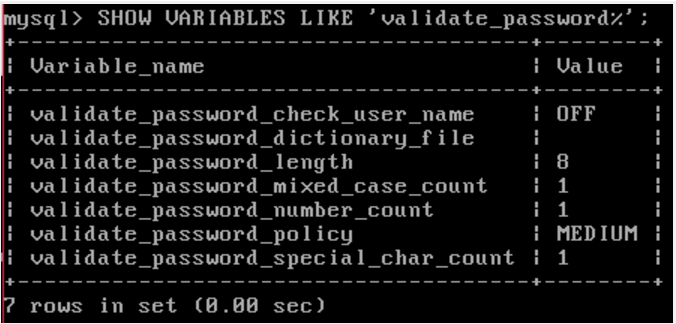 mysql> SHOW VARIABLES LIKE 'validate_password%';
+--------------------------------------+--------+
| Variable_name                        | Value  |
+--------------------------------------+--------+
| validate_password_check_user_name    | OFF    |
| validate_password_dictionary_file    |        |
| validate_password_length             | 8      |
| validate_password_mixed_case_count   | 1      |
| validate_password_number_count       | 1      |
| validate_password_policy             | MEDIUM |
| validate_password_special_char_count | 1      |
+--------------------------------------+--------+
7 rows in set (0.00 sec)